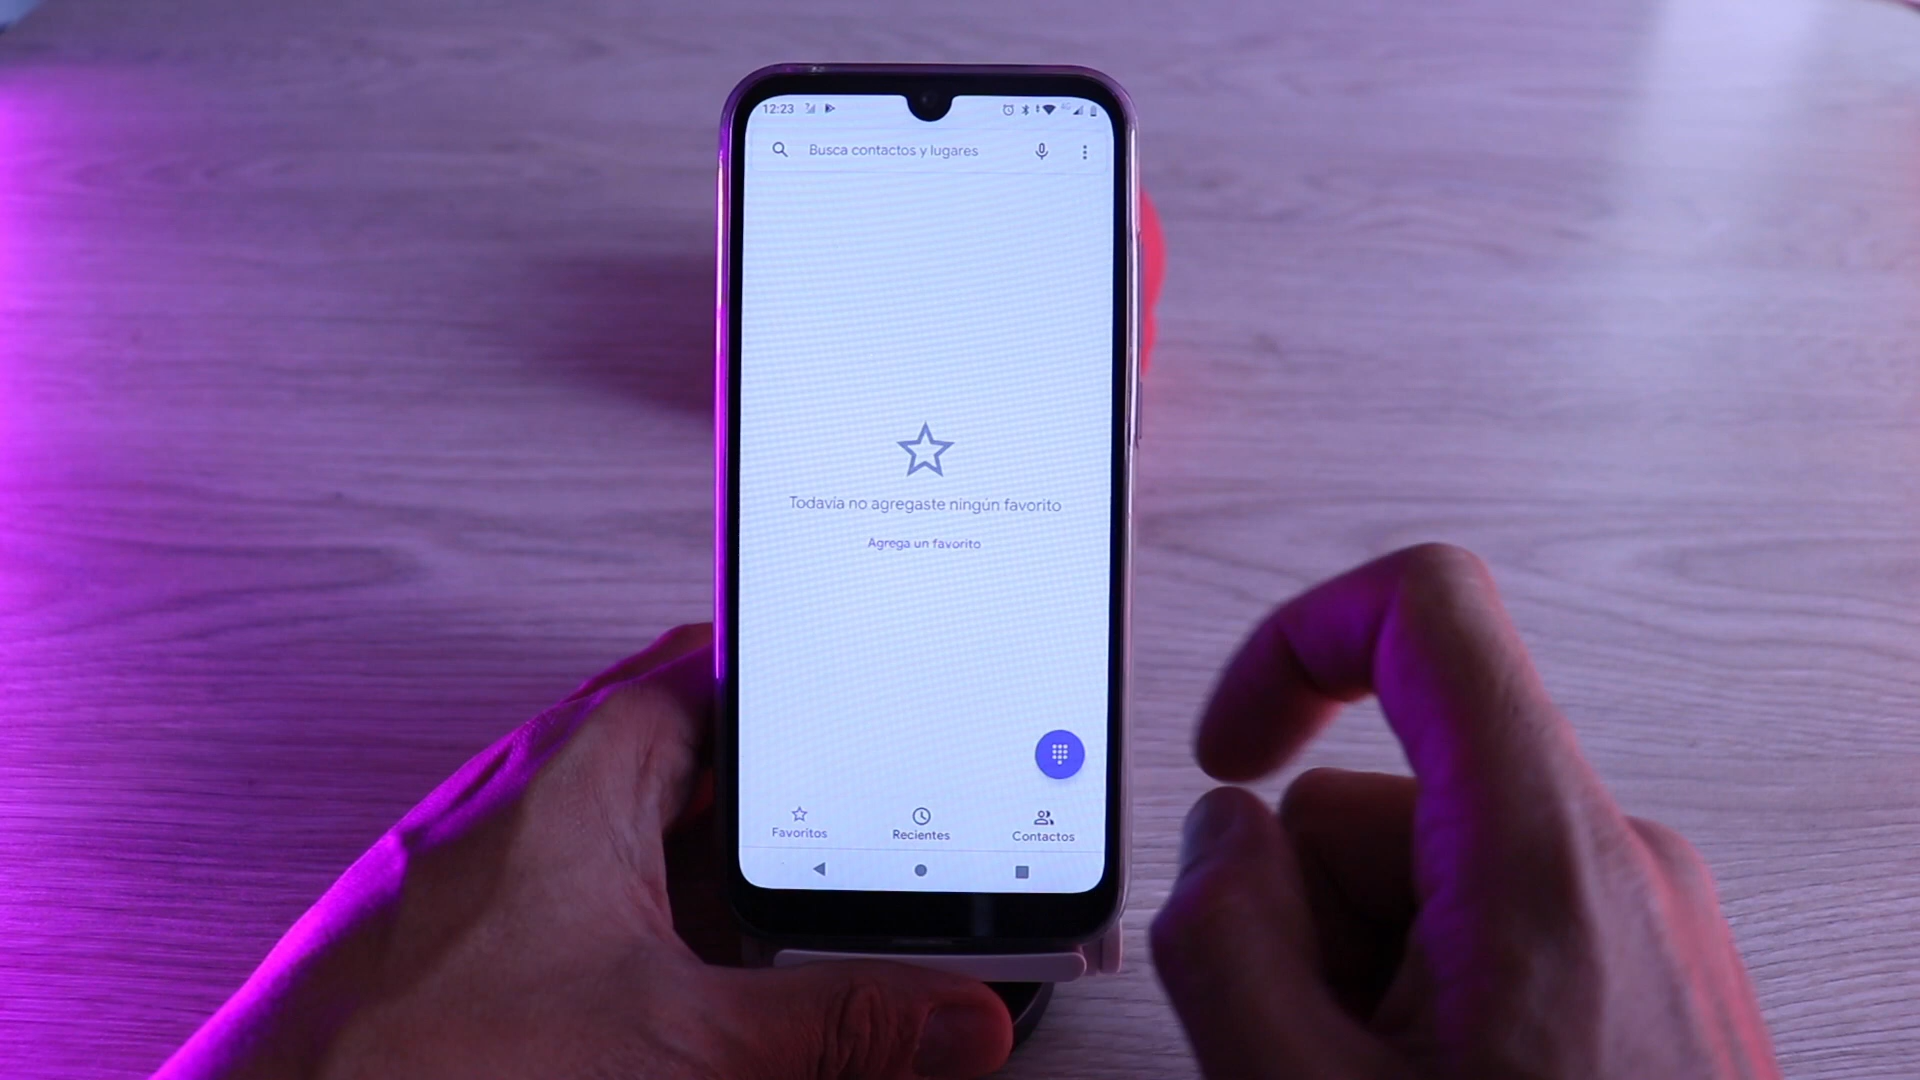 12:23
Busca contactos y lugares
Todavía no agregaste ningún favorito
Agrega un favorito
Favoritos
Recientes
Contactos